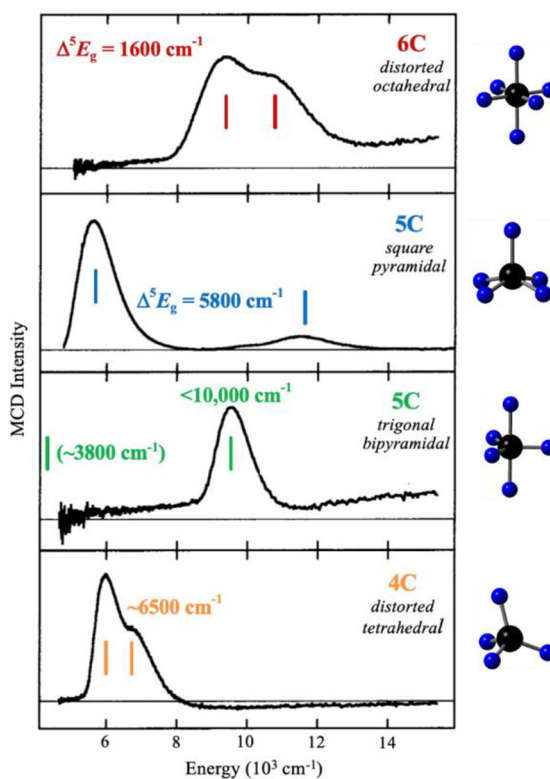 Δ⁵E_g = 1600 cm⁻¹
6C
distorted
octahedral
5C
square
pyramidal
Δ⁵E_g = 5800 cm⁻¹
MCD Intensity
<10,000 cm⁻¹
5C
trigonal
bipyramidal
(~3800 cm⁻¹)
4C
~6500 cm⁻¹
distorted
tetrahedral
6 8 10 12 14
Energy (10³ cm⁻¹)